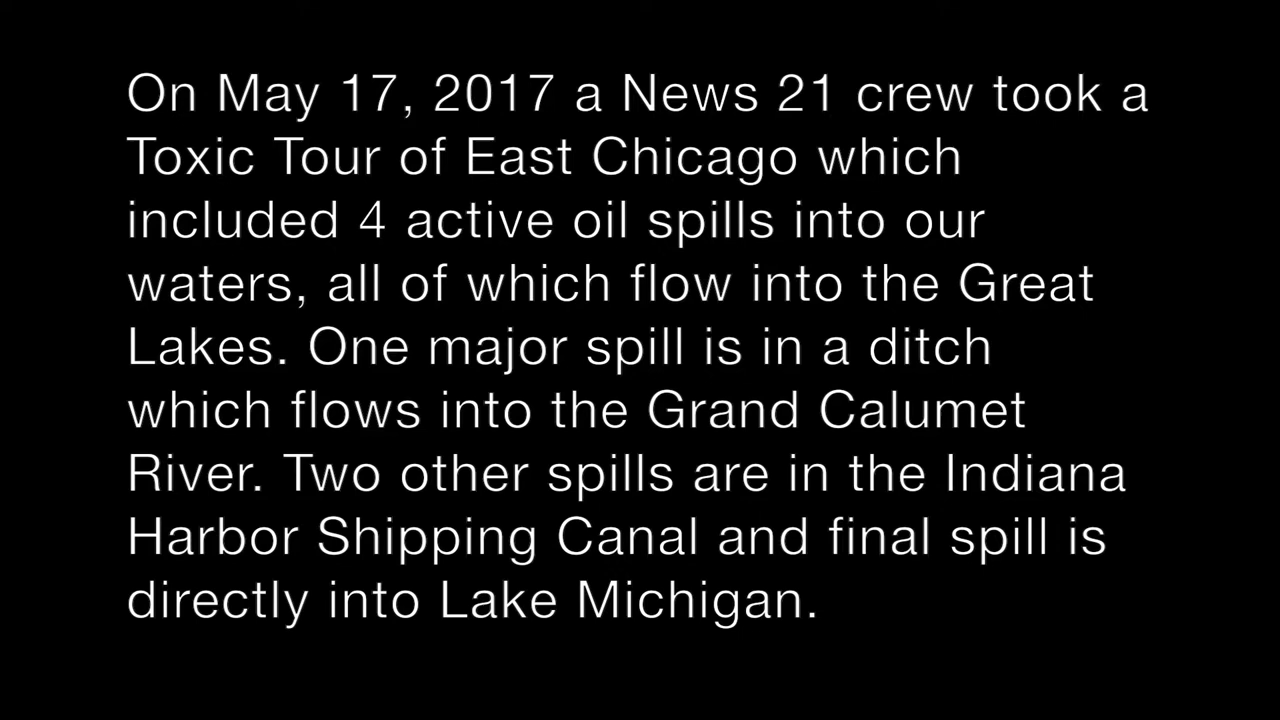 On May 17, 2017 a News 21 crew took a
Toxic Tour of East Chicago which
included 4 active oil spills into our
waters, all of which flow into the Great
Lakes. One major spill is in a ditch
which flows into the Grand Calumet
River. Two other spills are in the Indiana
Harbor Shipping Canal and final spill is
directly into Lake Michigan.